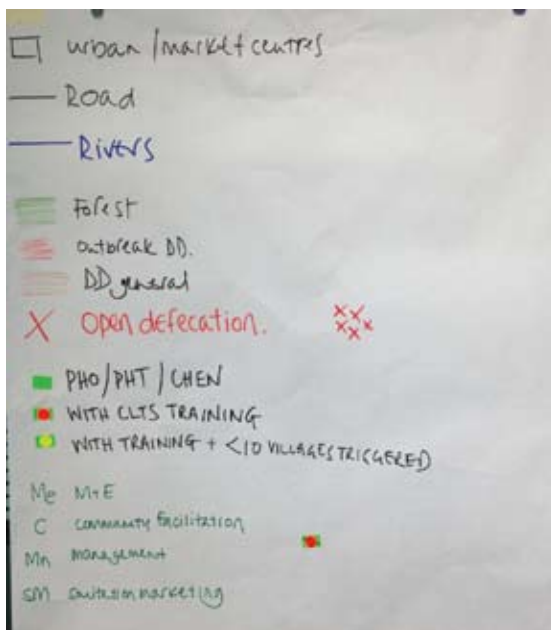 urban/market centres
Road
Rivers
Forest
outbreak DD.
DD general
X Open defecation.
PHO/PHT/CHEN
WITH CLTS TRAINING
WITH TRAINING + <10 VILLAGES TRIGGERED
Me M+E
C community facilitation
Mn management
SM sanitation marketing